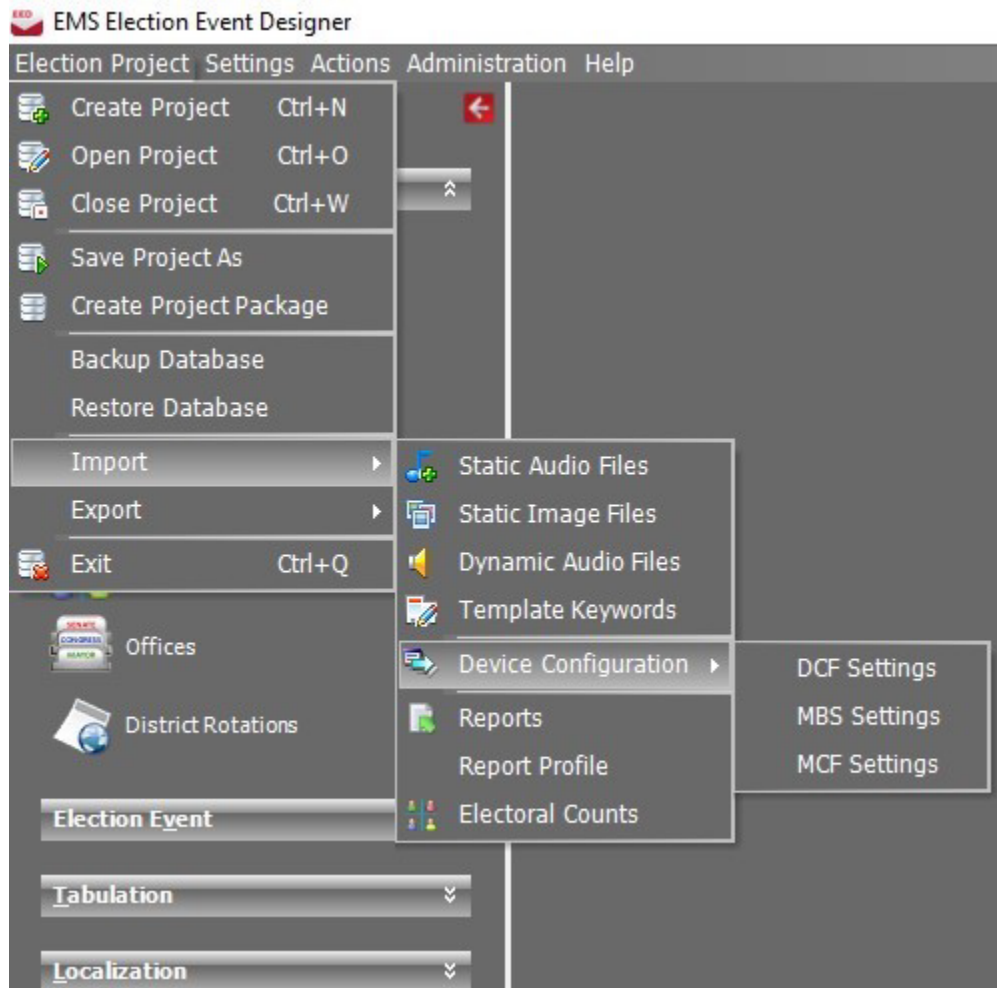 EMS Election Event Designer
Election Project Settings Actions Administration Help
Create Project Ctrl+N
Open Project Ctrl+O
Close Project Ctrl+W
Save Project As
Create Project Package
Backup Database
Restore Database
Import
Export
Exit Ctrl+Q
Static Audio Files
Static Image Files
Dynamic Audio Files
Template Keywords
Device Configuration
Reports
Report Profile
Electoral Counts
DCF Settings
MBS Settings
MCF Settings
SENATE
CONGRESS
MAYOR
Offices
District Rotations
Election Event
Tabulation
Localization